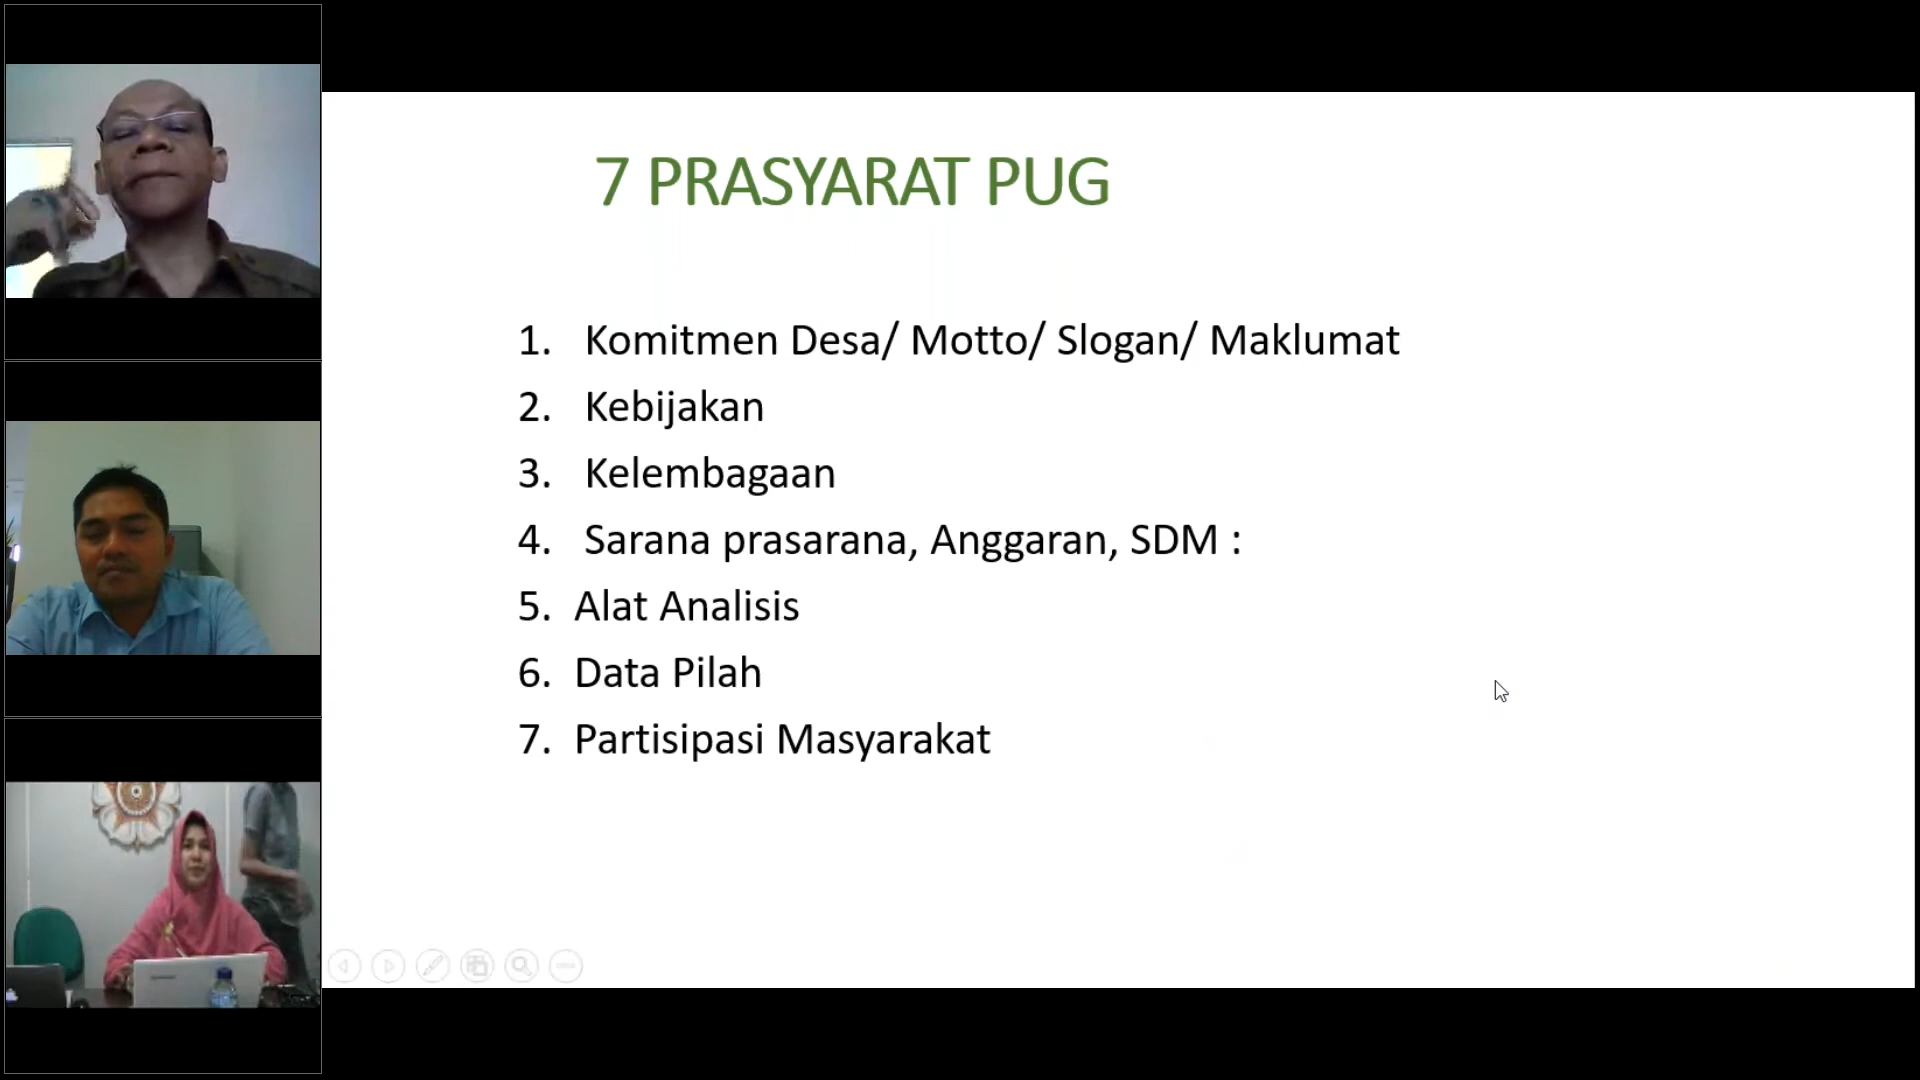 7 PRASYARAT PUG
1. Komitmen Desa/ Motto/ Slogan/ Maklumat
2. Kebijakan
3. Kelembagaan
4. Sarana prasarana, Anggaran, SDM :
5. Alat Analisis
6. Data Pilah
7. Partisipasi Masyarakat